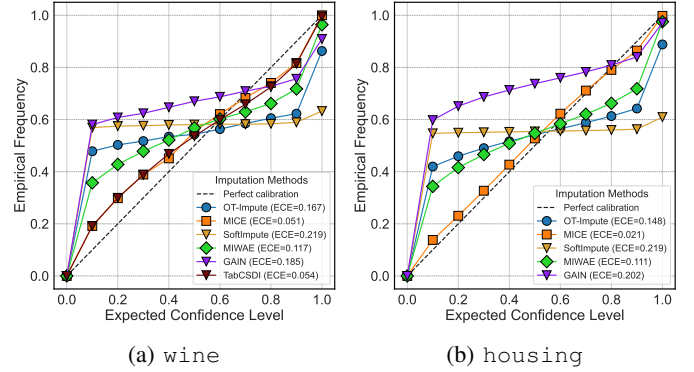 1.0
0.8
0.6
0.4
0.2
0.0
Empirical Frequency
Imputation Methods
Perfect calibration
OT-Impute (ECE=0.167)
MICE (ECE=0.051)
SoftImpute (ECE=0.219)
MIWAE (ECE=0.117)
GAIN (ECE=0.185)
TabCSDI (ECE=0.054)
0.0 0.2 0.4 0.6 0.8 1.0
Expected Confidence Level
(a) wine
1.0
0.8
0.6
0.4
0.2
0.0
Empirical Frequency
Imputation Methods
Perfect calibration
OT-Impute (ECE=0.148)
MICE (ECE=0.021)
SoftImpute (ECE=0.219)
MIWAE (ECE=0.111)
GAIN (ECE=0.202)
0.0 0.2 0.4 0.6 0.8 1.0
Expected Confidence Level
(b) housing